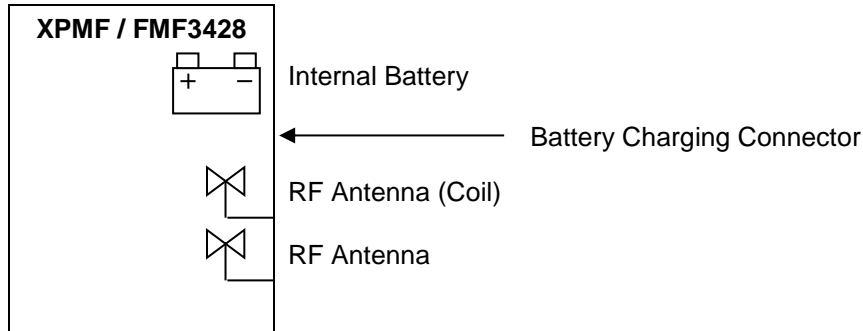 XPMF / FMF3428
+ −
Internal Battery
Battery Charging Connector
RF Antenna (Coil)
RF Antenna